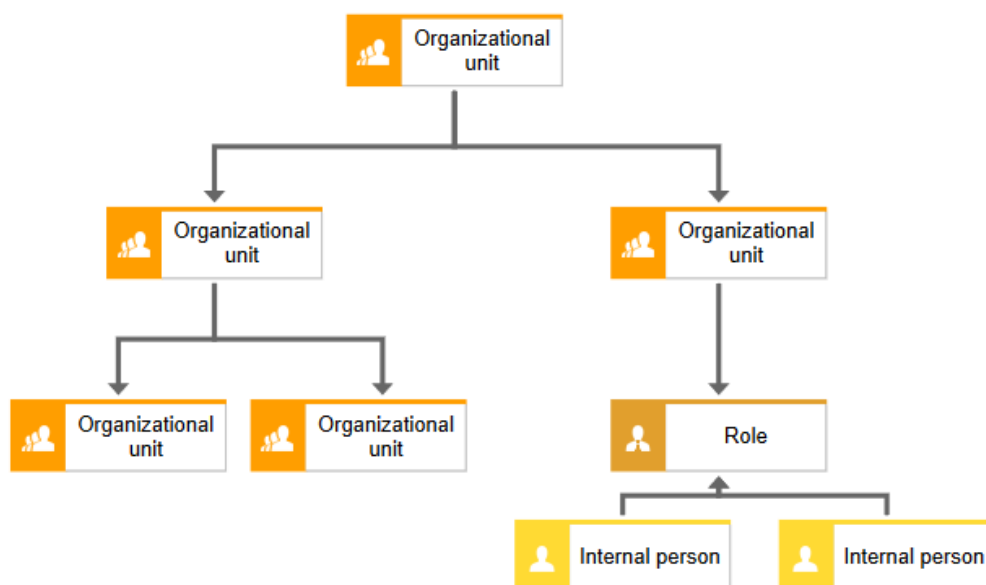 Organizational
unit
Organizational
unit
Organizational
unit
Organizational
unit
Organizational
unit
Role
Internal person
Internal person